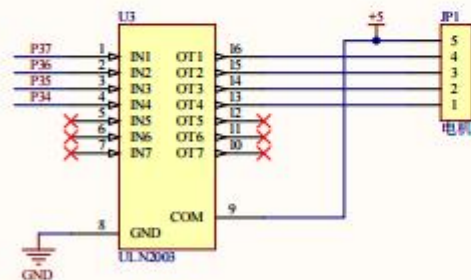 U3
+5
JP1
P37 1 IN1 OT1 16 5
P36 2 IN2 OT2 15 4
P35 3 IN3 OT3 14 3
P34 4 IN4 OT4 13 2
5 IN5 OT5 12 1
6 IN6 OT6 11
7 IN7 OT7 10
电机
COM 9
8 GND
ULN2003
GND